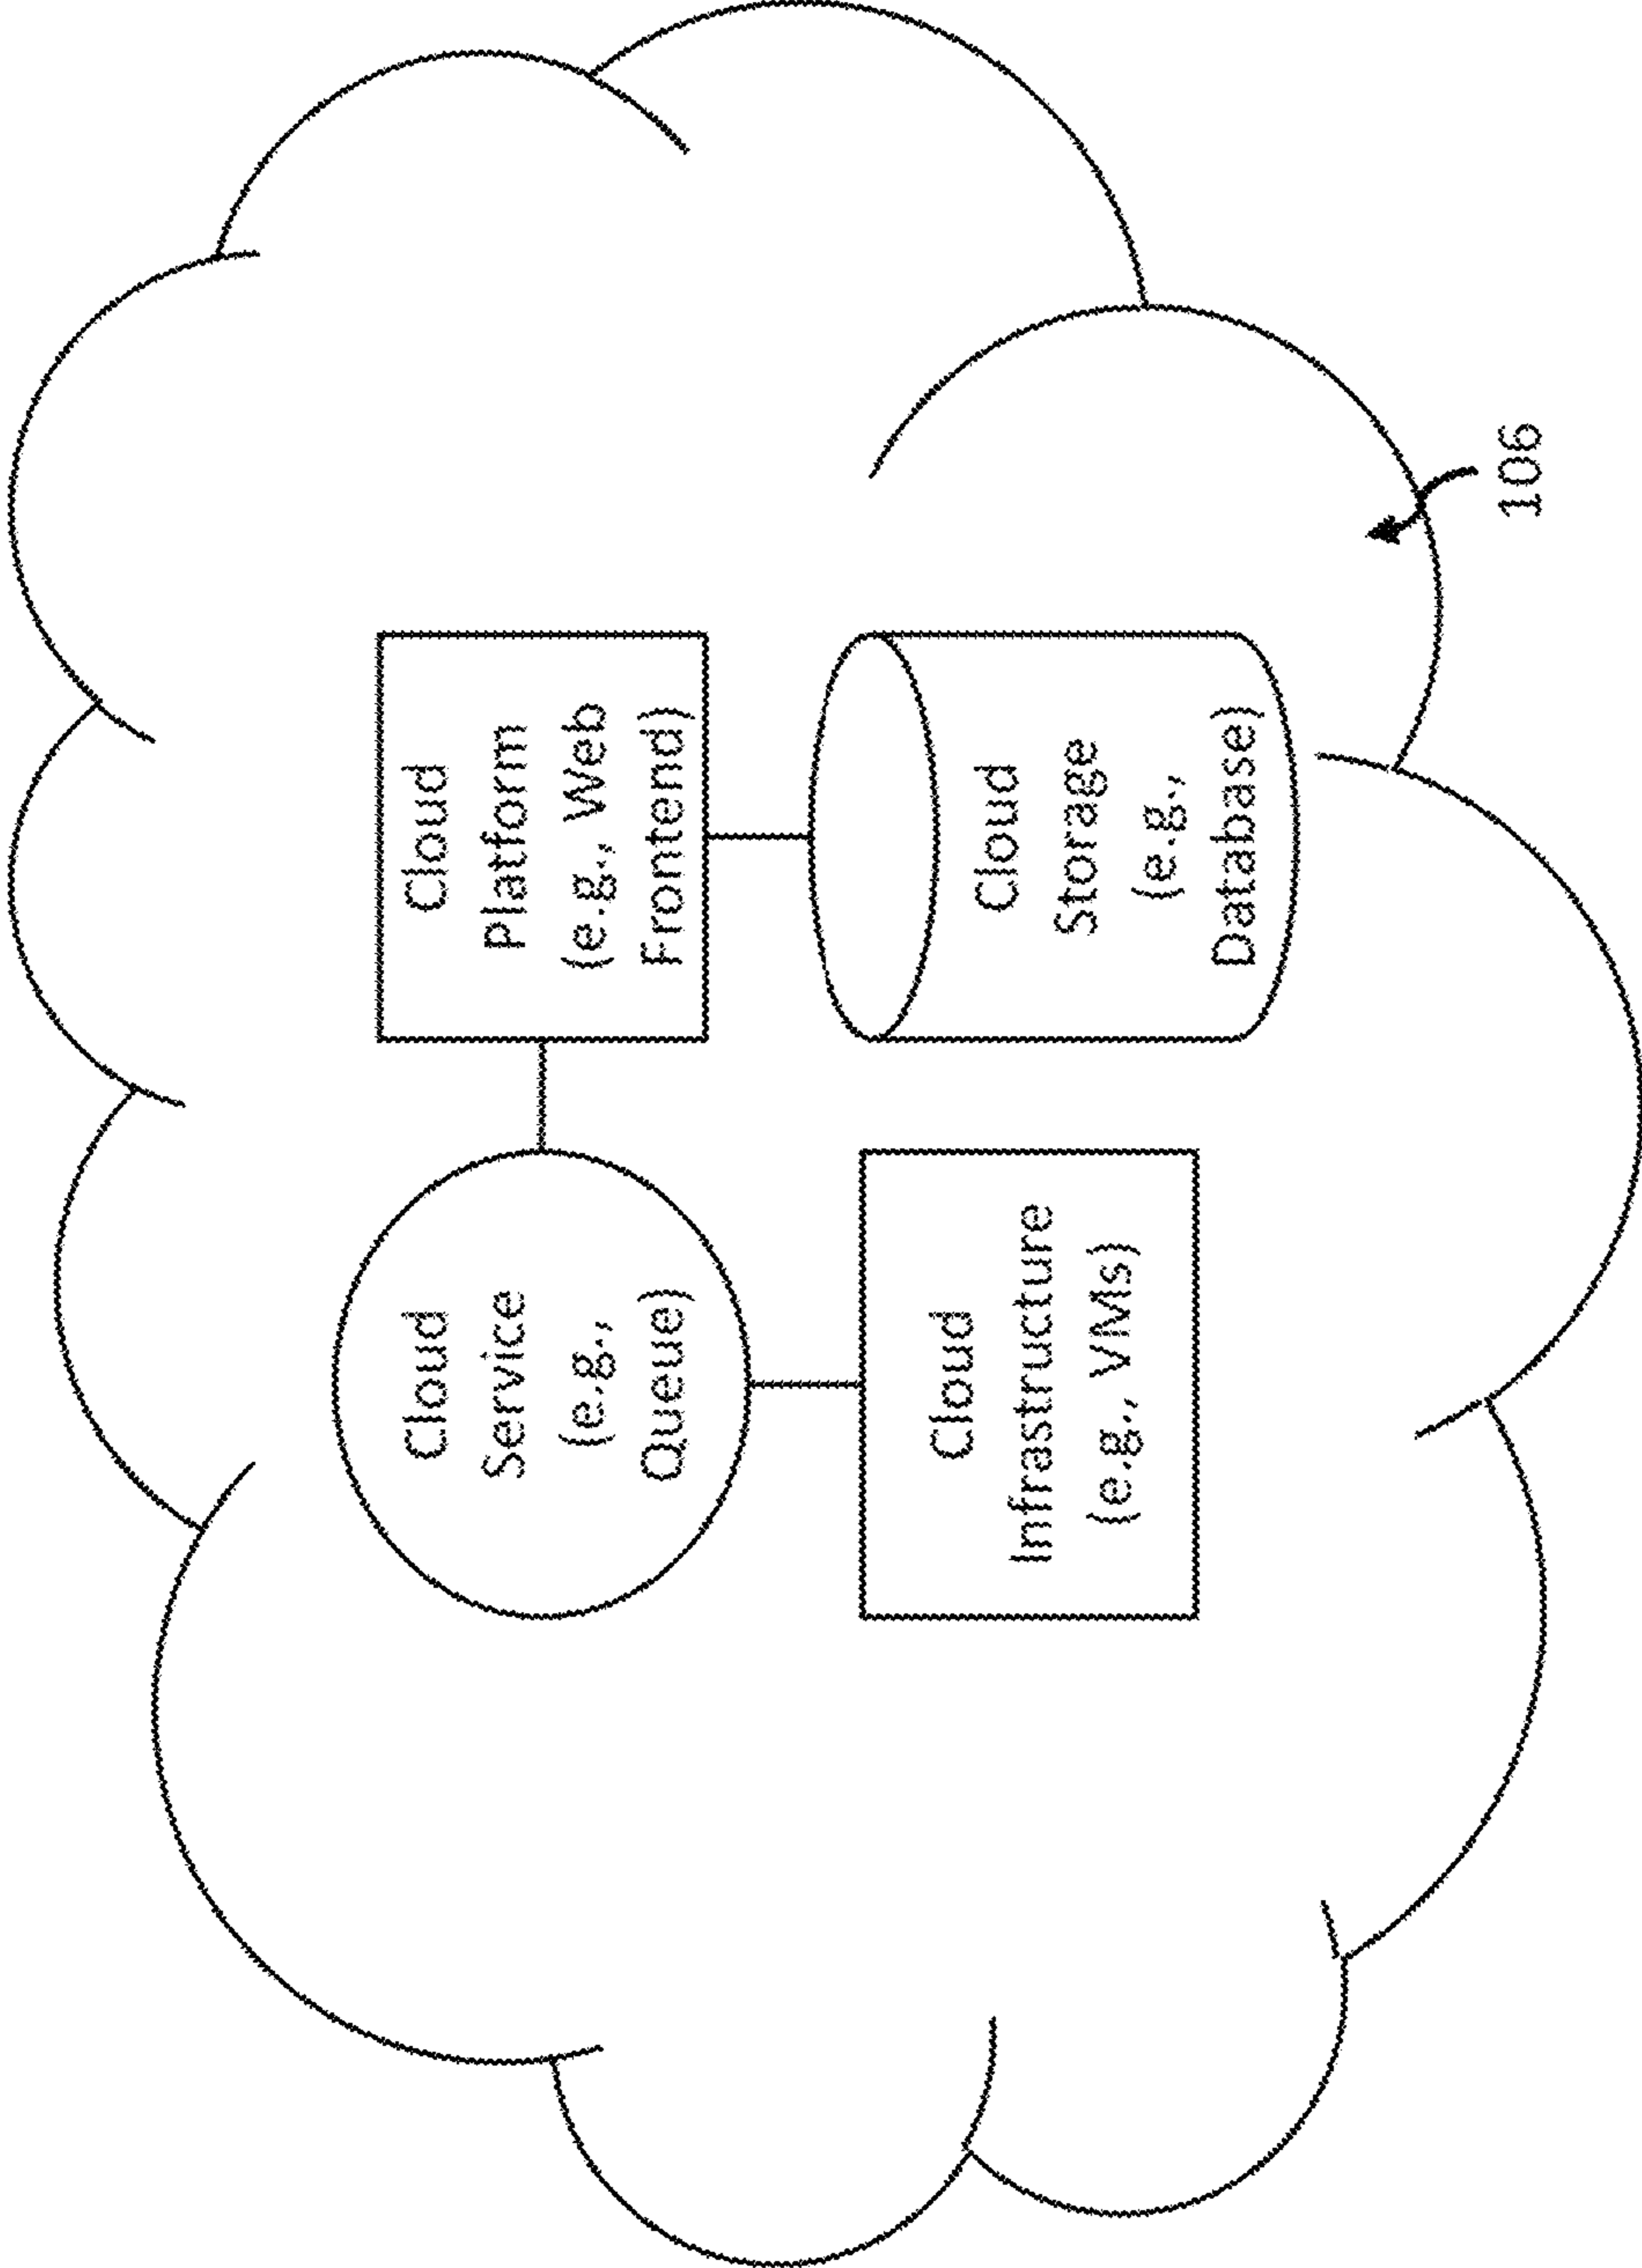 Cloud
Service
(e.g.,
Queue)
Cloud
Platform
(e.g., Web
Frontend)
Cloud
Infrastructure
(e.g., VMs)
Cloud
Storage
(e.g.,
Database)
106